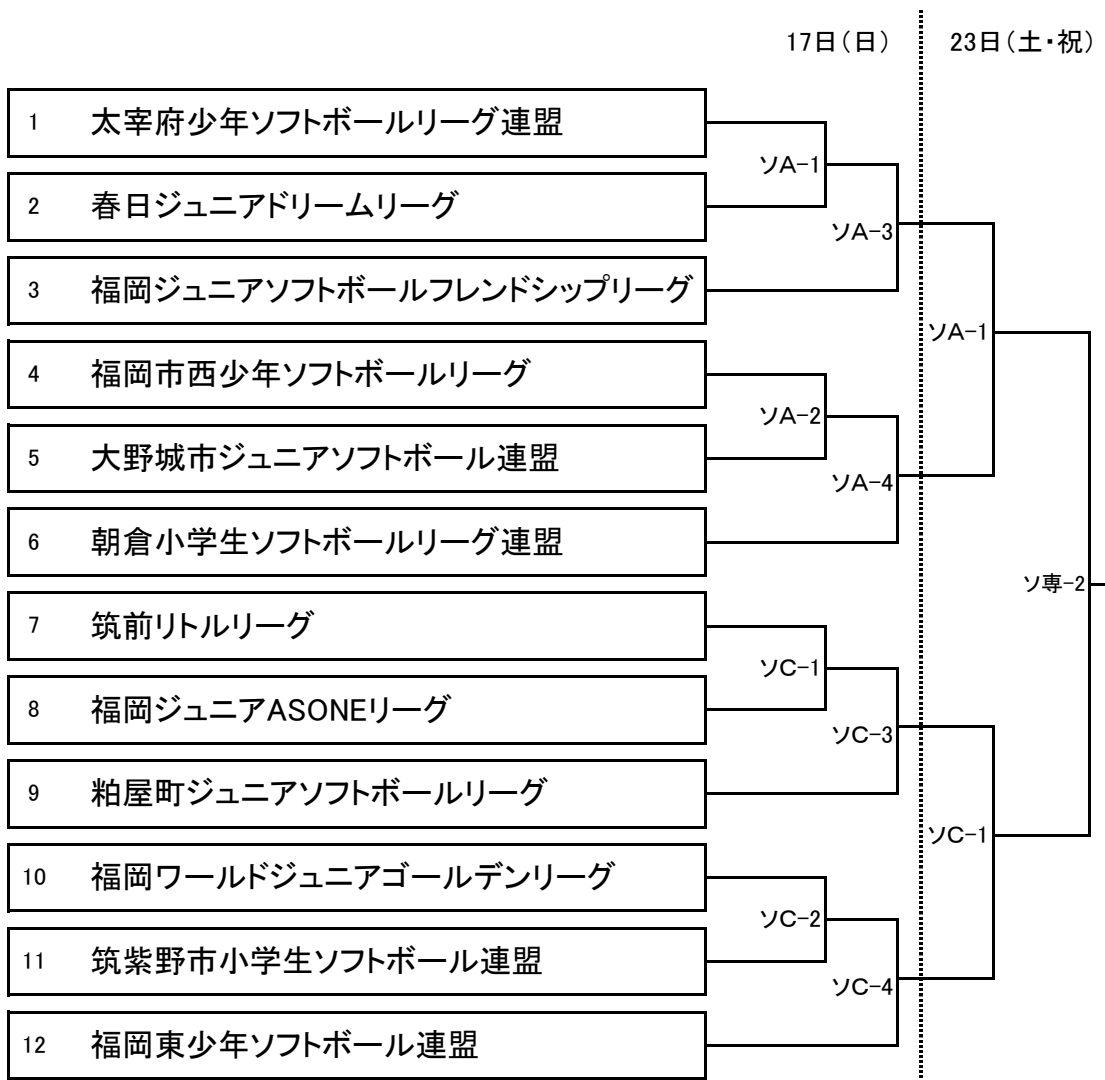 17日(日) 23日(土・祝)
1 太宰府少年ソフトボールリーグ連盟
ソA-1
2 春日ジュニアドリームリーグ
ソA-3
3 福岡ジュニアソフトボールフレンドシップリーグ
ソA-1
4 福岡市西少年ソフトボールリーグ
ソA-2
5 大野城市ジュニアソフトボール連盟
ソA-4
6 朝倉小学生ソフトボールリーグ連盟
ソ専-2
7 筑前リトルリーグ
ソC-1
8 福岡ジュニアASONEリーグ
ソC-3
9 粕屋町ジュニアソフトボールリーグ
ソC-1
10 福岡ワールドジュニアゴールデンリーグ
ソC-2
11 筑紫野市小学生ソフトボール連盟
ソC-4
12 福岡東少年ソフトボール連盟